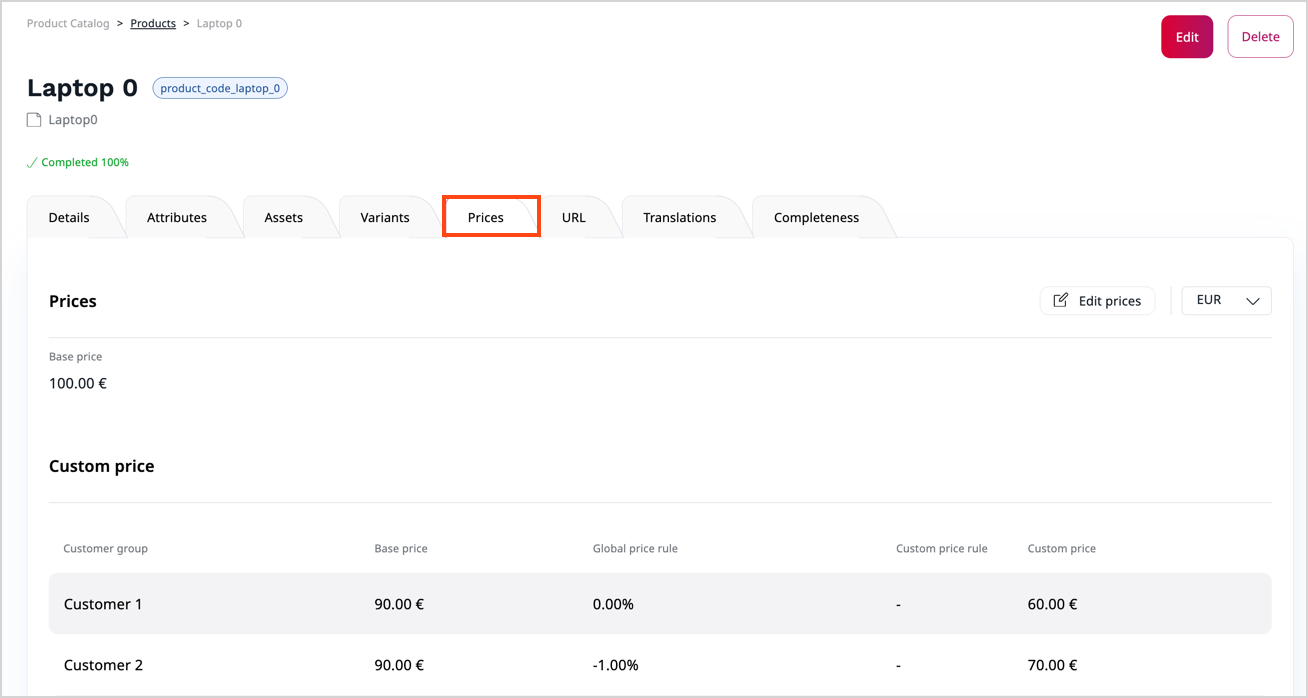 Product Catalog > Products > Laptop 0
Edit
Delete
Laptop 0 product_code_laptop_0
Laptop0
Completed 100%
Details Attributes Assets Variants Prices URL Translations Completeness
Prices
Edit prices
EUR
Base price
100.00 €
Custom price
Customer group Base price Global price rule Custom price rule Custom price
Customer 1 90.00 € 0.00% - 60.00 €
Customer 2 90.00 € -1.00% - 70.00 €